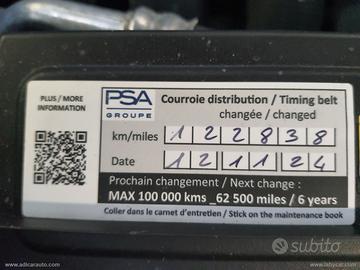 PLUS / MORE
INFORMATION
PSA
GROUPE
Courroie distribution / Timing belt
changée / changed
km/miles 1 2 2 8 3 8
Date 1 2 1 1 2 4
Prochain changement / Next change :
MAX 100 000 kms _62 500 miles / 6 years
Coller dans le carnet d'entretien / Stick on the maintenance book
subito
www.adicarauto.com
www.labycar.com